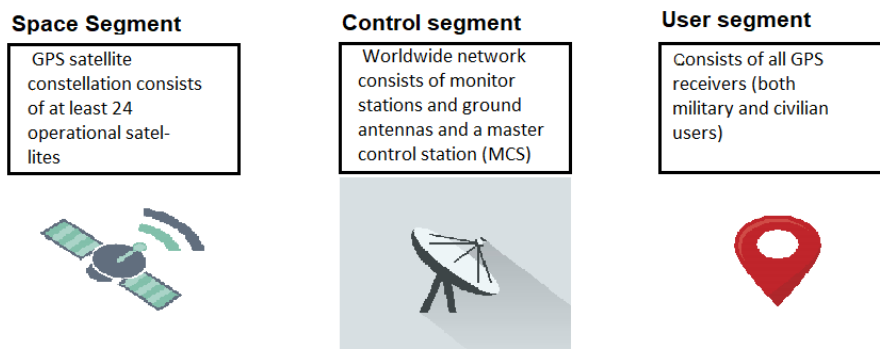 Space Segment
GPS satellite
constellation consists
of at least 24
operational satel-
lites
Control segment
Worldwide network
consists of monitor
stations and ground
antennas and a master
control station (MCS)
User segment
Consists of all GPS
receivers (both
military and civilian
users)